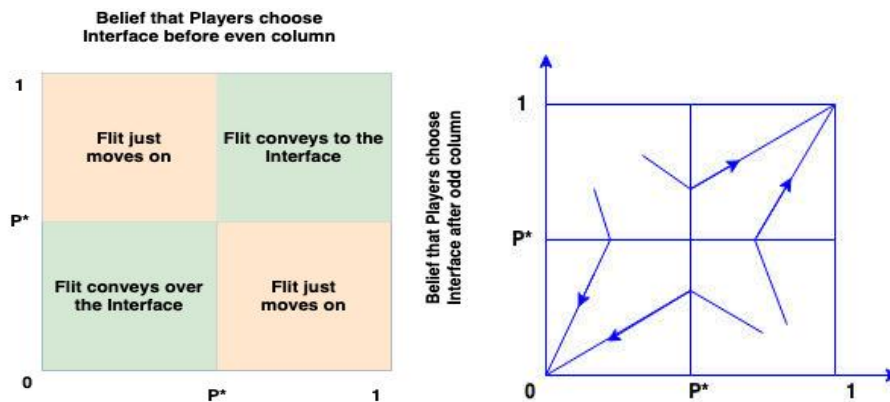 Belief that Players choose
Interface before even column
1
Flit just
moves on
Flit conveys to the
Interface
P*
Flit conveys over
the Interface
Flit just
moves on
0
P*
1
Belief that Players choose
Interface after odd column
1
P*
0
P*
1